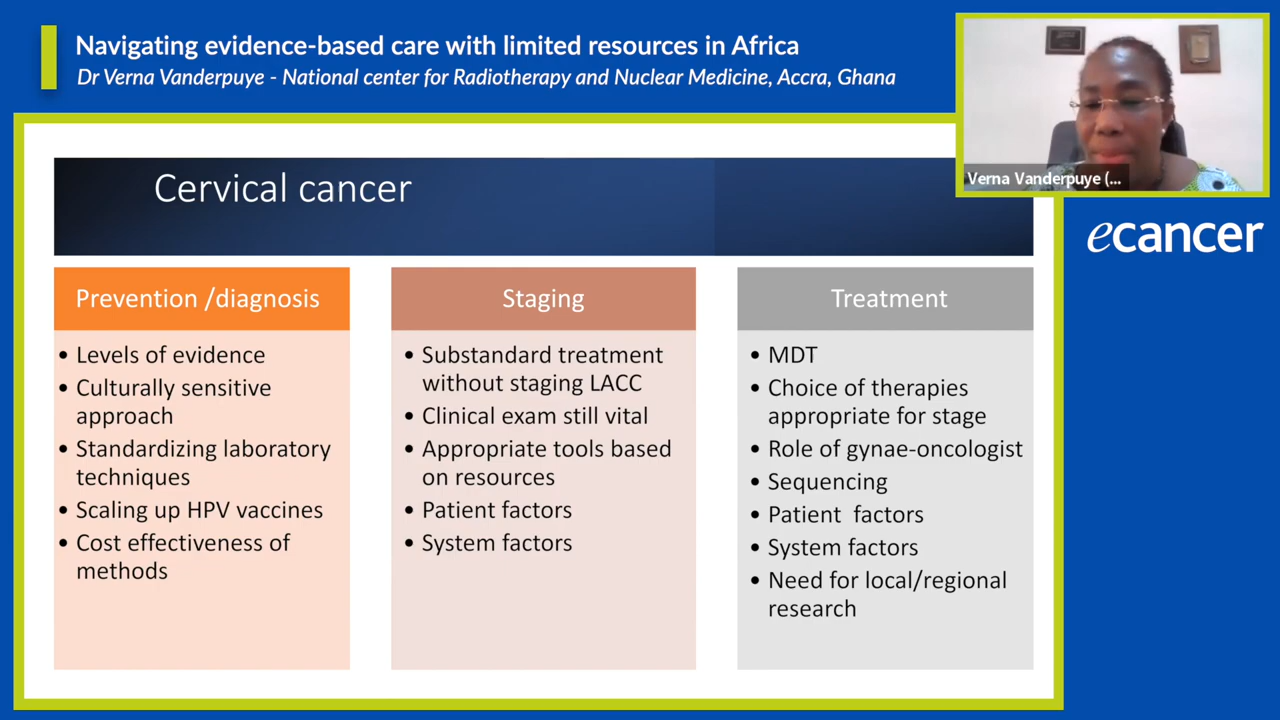 Navigating evidence-based care with limited resources in Africa
Dr Verna Vanderpuye - National center for Radiotherapy and Nuclear Medicine, Accra, Ghana
Verna Vanderpuye (...
ecancer
Cervical cancer
Prevention /diagnosis
• Levels of evidence
• Culturally sensitive
approach
• Standardizing laboratory
techniques
• Scaling up HPV vaccines
• Cost effectiveness of
methods
Staging
• Substandard treatment
without staging LACC
• Clinical exam still vital
• Appropriate tools based
on resources
• Patient factors
• System factors
Treatment
• MDT
• Choice of therapies
appropriate for stage
• Role of gynae-oncologist
• Sequencing
• Patient factors
• System factors
• Need for local/regional
research